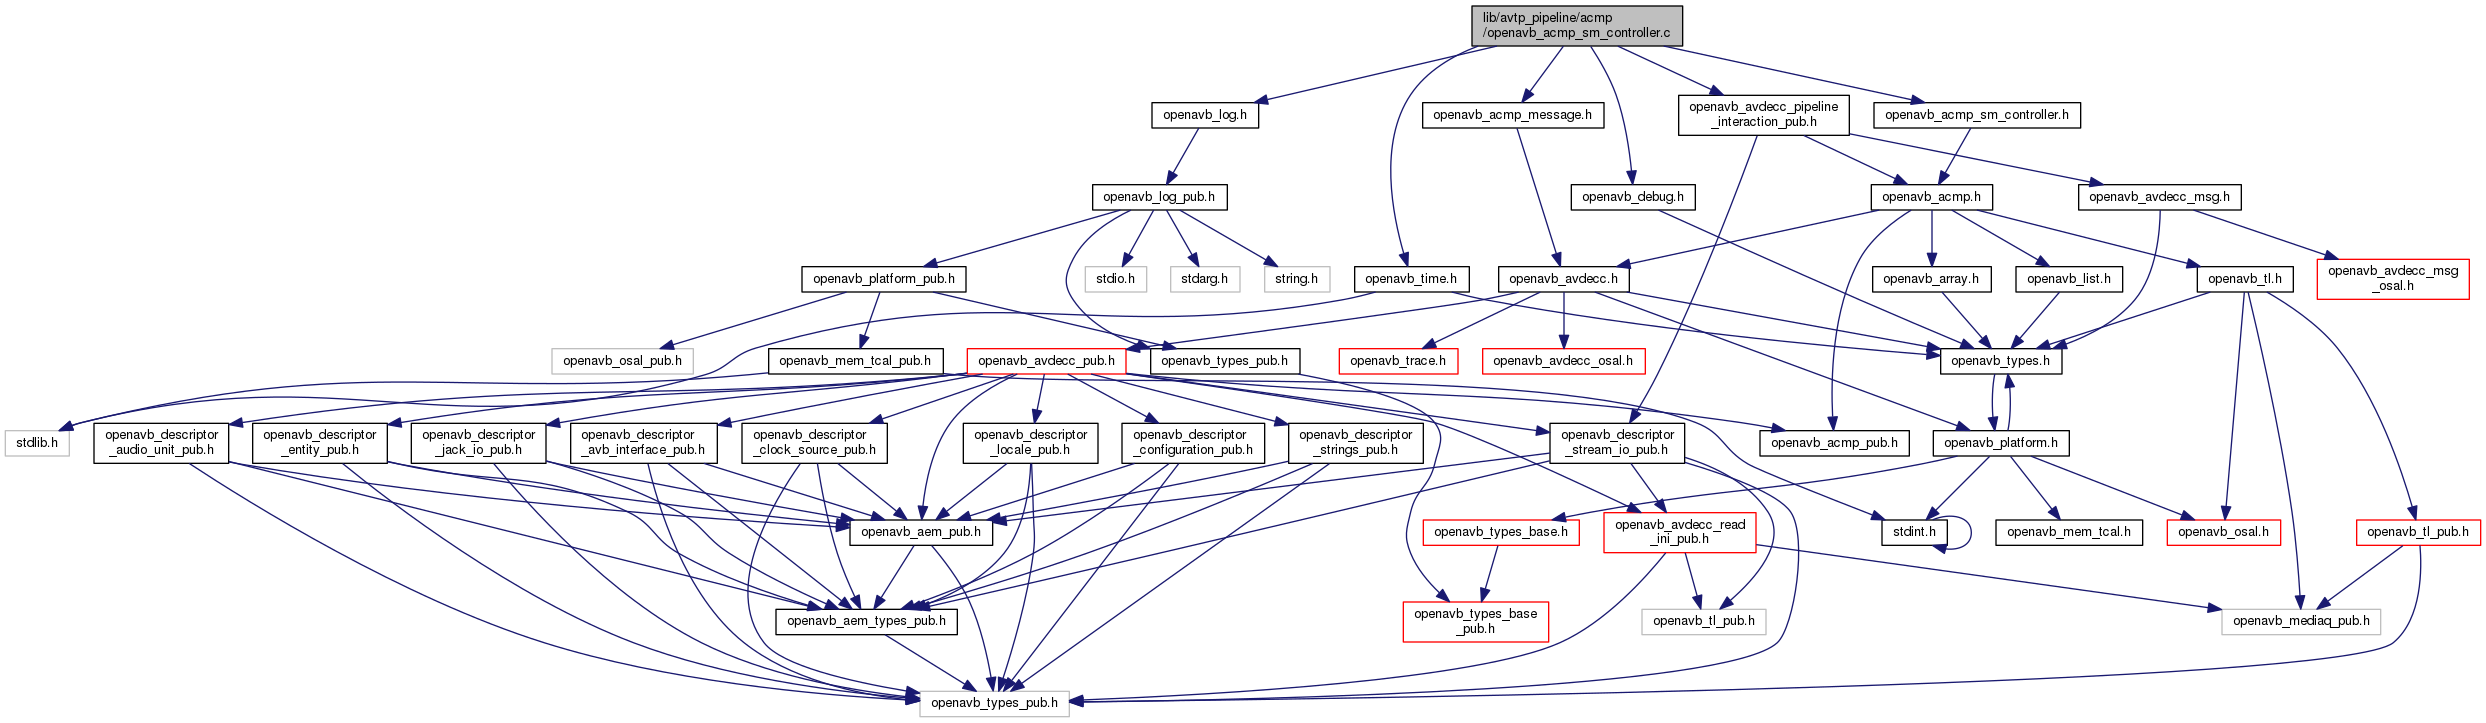 lib/avtp_pipeline/acmp
/openavb_acmp_sm_controller.c
openavb_log.h
openavb_acmp_message.h
openavb_avdecc_pipeline
_interaction_pub.h
openavb_acmp_sm_controller.h
openavb_log_pub.h
openavb_debug.h
openavb_acmp.h
openavb_avdecc_msg.h
openavb_platform_pub.h
stdio.h
stdarg.h
string.h
openavb_time.h
openavb_avdecc.h
openavb_array.h
openavb_list.h
openavb_tl.h
openavb_avdecc_msg
_osal.h
openavb_osal_pub.h
openavb_mem_tcal_pub.h
openavb_avdecc_pub.h
openavb_types_pub.h
openavb_trace.h
openavb_avdecc_osal.h
openavb_types.h
stdlib.h
openavb_descriptor
_audio_unit_pub.h
openavb_descriptor
_entity_pub.h
openavb_descriptor
_jack_io_pub.h
openavb_descriptor
_avb_interface_pub.h
openavb_descriptor
_clock_source_pub.h
openavb_descriptor
_locale_pub.h
openavb_descriptor
_configuration_pub.h
openavb_descriptor
_strings_pub.h
openavb_descriptor
_stream_io_pub.h
openavb_acmp_pub.h
openavb_platform.h
openavb_aem_pub.h
openavb_types_base.h
openavb_avdecc_read
_ini_pub.h
stdint.h
openavb_mem_tcal.h
openavb_osal.h
openavb_tl_pub.h
openavb_aem_types_pub.h
openavb_types_base
_pub.h
openavb_tl_pub.h
openavb_mediaq_pub.h
openavb_types_pub.h